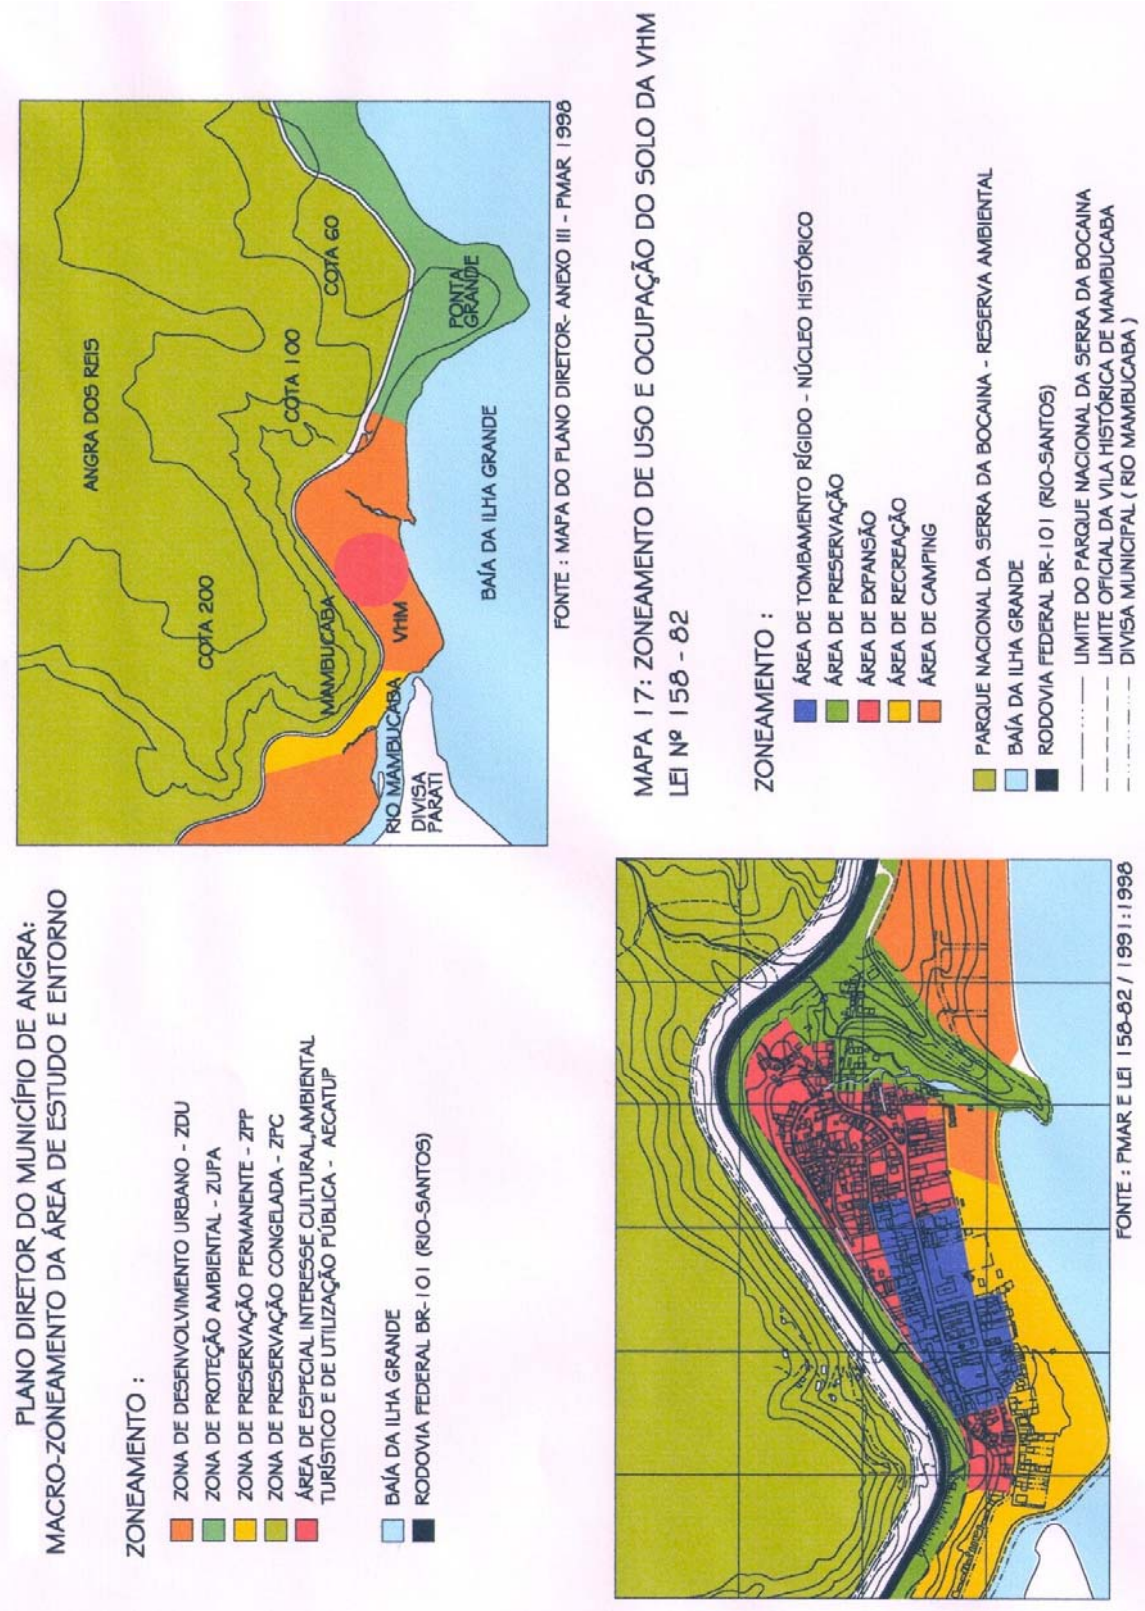 PLANO DIRETOR DO MUNICÍPIO DE ANGRA:
MACRO-ZONEAMENTO DA ÁREA DE ESTUDO E ENTORNO
ZONEAMENTO :
ZONA DE DESENVOLVIMENTO URBANO - ZDU
ZONA DE PROTEÇÃO AMBIENTAL - ZUPA
ZONA DE PRESERVAÇÃO PERMANENTE - ZPP
ZONA DE PRESERVAÇÃO CONGELADA - ZPC
ÁREA DE ESPECIAL INTERESSE CULTURAL,AMBIENTAL
TURÍSTICO E DE UTILIZAÇÃO PÚBLICA - AECATUP
BAÍA DA ILHA GRANDE
RODOVIA FEDERAL BR-101 (RIO-SANTOS)
ANGRA DOS REIS
COTA 200
COTA 100
COTA 60
MAMBUCABA
VHM
RIO MAMBUCABA
DIVISA
PARATI
PONTA
GRANDE
BAÍA DA ILHA GRANDE
FONTE : MAPA DO PLANO DIRETOR- ANEXO III - PMAR 1998
MAPA 17: ZONEAMENTO DE USO E OCUPAÇÃO DO SOLO DA VHM
LEI Nº 158 - 82
ZONEAMENTO :
ÁREA DE TOMBAMENTO RÍGIDO - NÚCLEO HISTÓRICO
ÁREA DE PRESERVAÇÃO
ÁREA DE EXPANSÃO
ÁREA DE RECREAÇÃO
ÁREA DE CAMPING
PARQUE NACIONAL DA SERRA DA BOCAINA - RESERVA AMBIENTAL
BAÍA DA ILHA GRANDE
RODOVIA FEDERAL BR-101 (RIO-SANTOS)
LIMITE DO PARQUE NACIONAL DA SERRA DA BOCAINA
LIMITE OFICIAL DA VILA HISTÓRICA DE MAMBUCABA
DIVISA MUNICIPAL ( RIO MAMBUCABA )
FONTE : PMAR E LEI 158-82 / 1991:1998